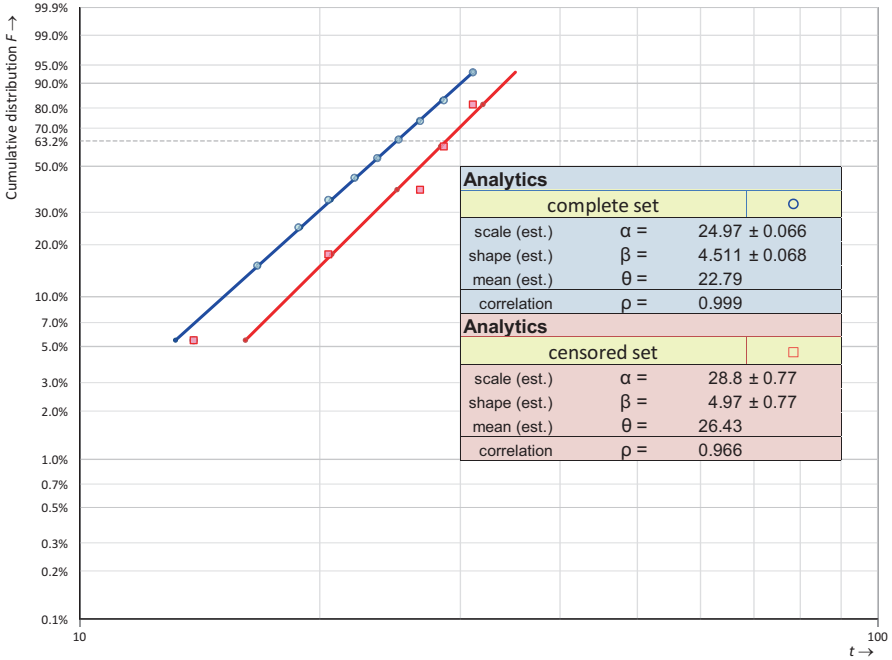 Cumulative distribution F →
99.9%
99.0%
95.0%
90.0%
80.0%
70.0%
63.2%
50.0%
30.0%
20.0%
10.0%
7.0%
5.0%
3.0%
2.0%
1.0%
0.7%
0.5%
0.3%
0.2%
0.1%
10
100
t →
Analytics
complete set
scale (est.) α = 24.97 ± 0.066
shape (est.) β = 4.511 ± 0.068
mean (est.) θ = 22.79
correlation ρ = 0.999
Analytics
censored set
scale (est.) α = 28.8 ± 0.77
shape (est.) β = 4.97 ± 0.77
mean (est.) θ = 26.43
correlation ρ = 0.966